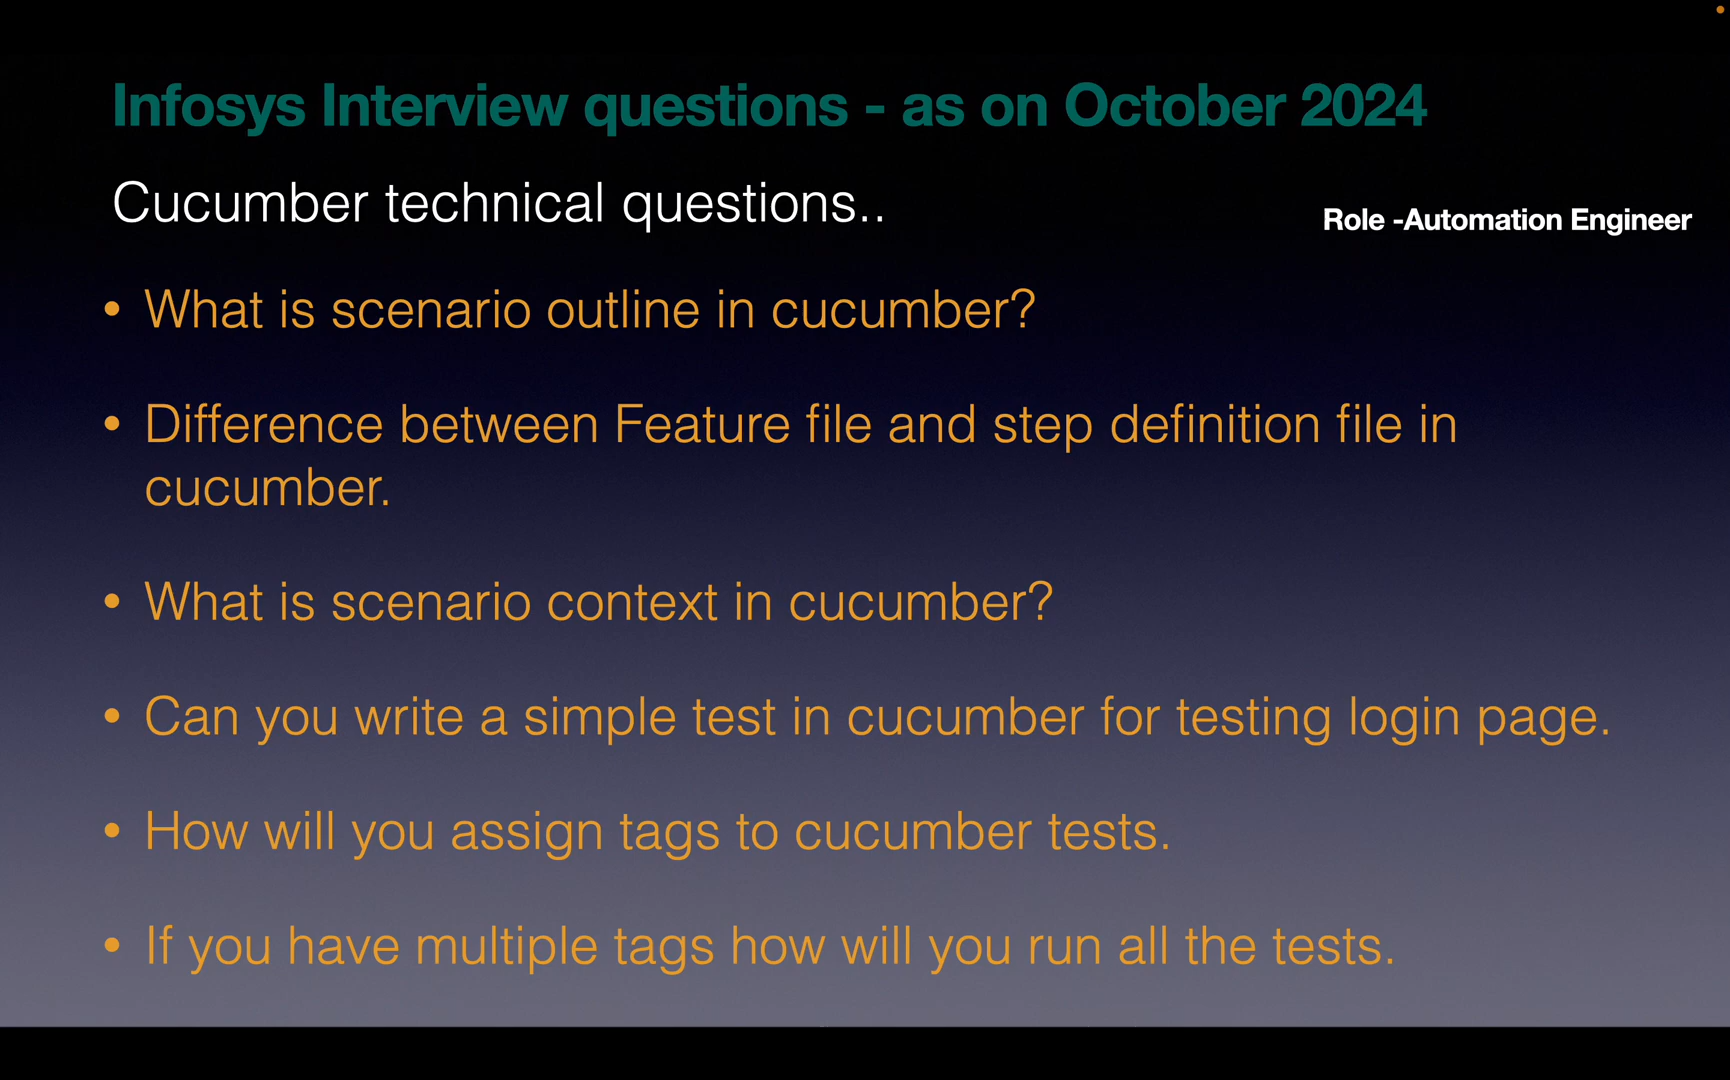 Infosys Interview questions - as on October 2024
Cucumber technical questions..
Role -Automation Engineer
• What is scenario outline in cucumber?
• Difference between Feature file and step definition file in
cucumber.
• What is scenario context in cucumber?
• Can you write a simple test in cucumber for testing login page.
• How will you assign tags to cucumber tests.
• If you have multiple tags how will you run all the tests.